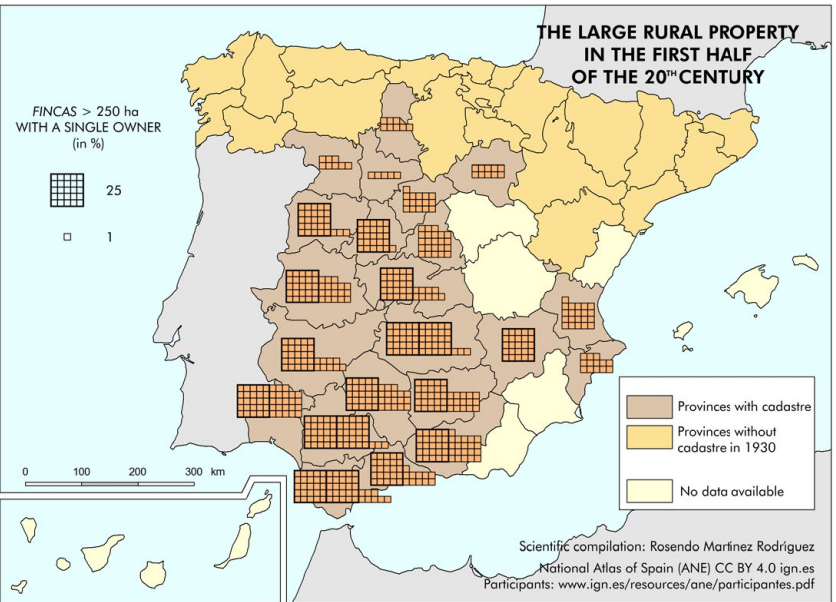 THE LARGE RURAL PROPERTY
IN THE FIRST HALF
OF THE 20TH CENTURY
FINCAS > 250 ha
WITH A SINGLE OWNER
(in %)
25
1
Provinces with cadastre
Provinces without
cadastre in 1930
No data available
0 100 200 300 km
Scientific compilation: Rosendo Martínez Rodríguez
National Atlas of Spain (ANE) CC BY 4.0 ign.es
Participants: www.ign.es/resources/ane/participantes.pdf